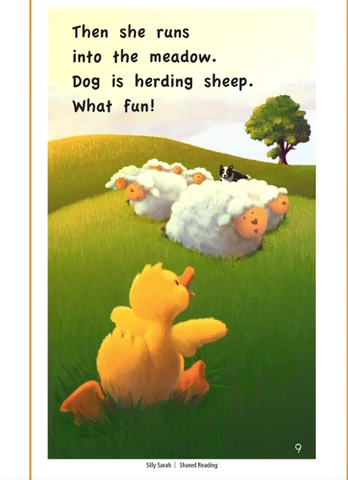 Then she runs
into the meadow.
Dog is herding sheep.
What fun!
9
Silly Sarah | Shared Reading